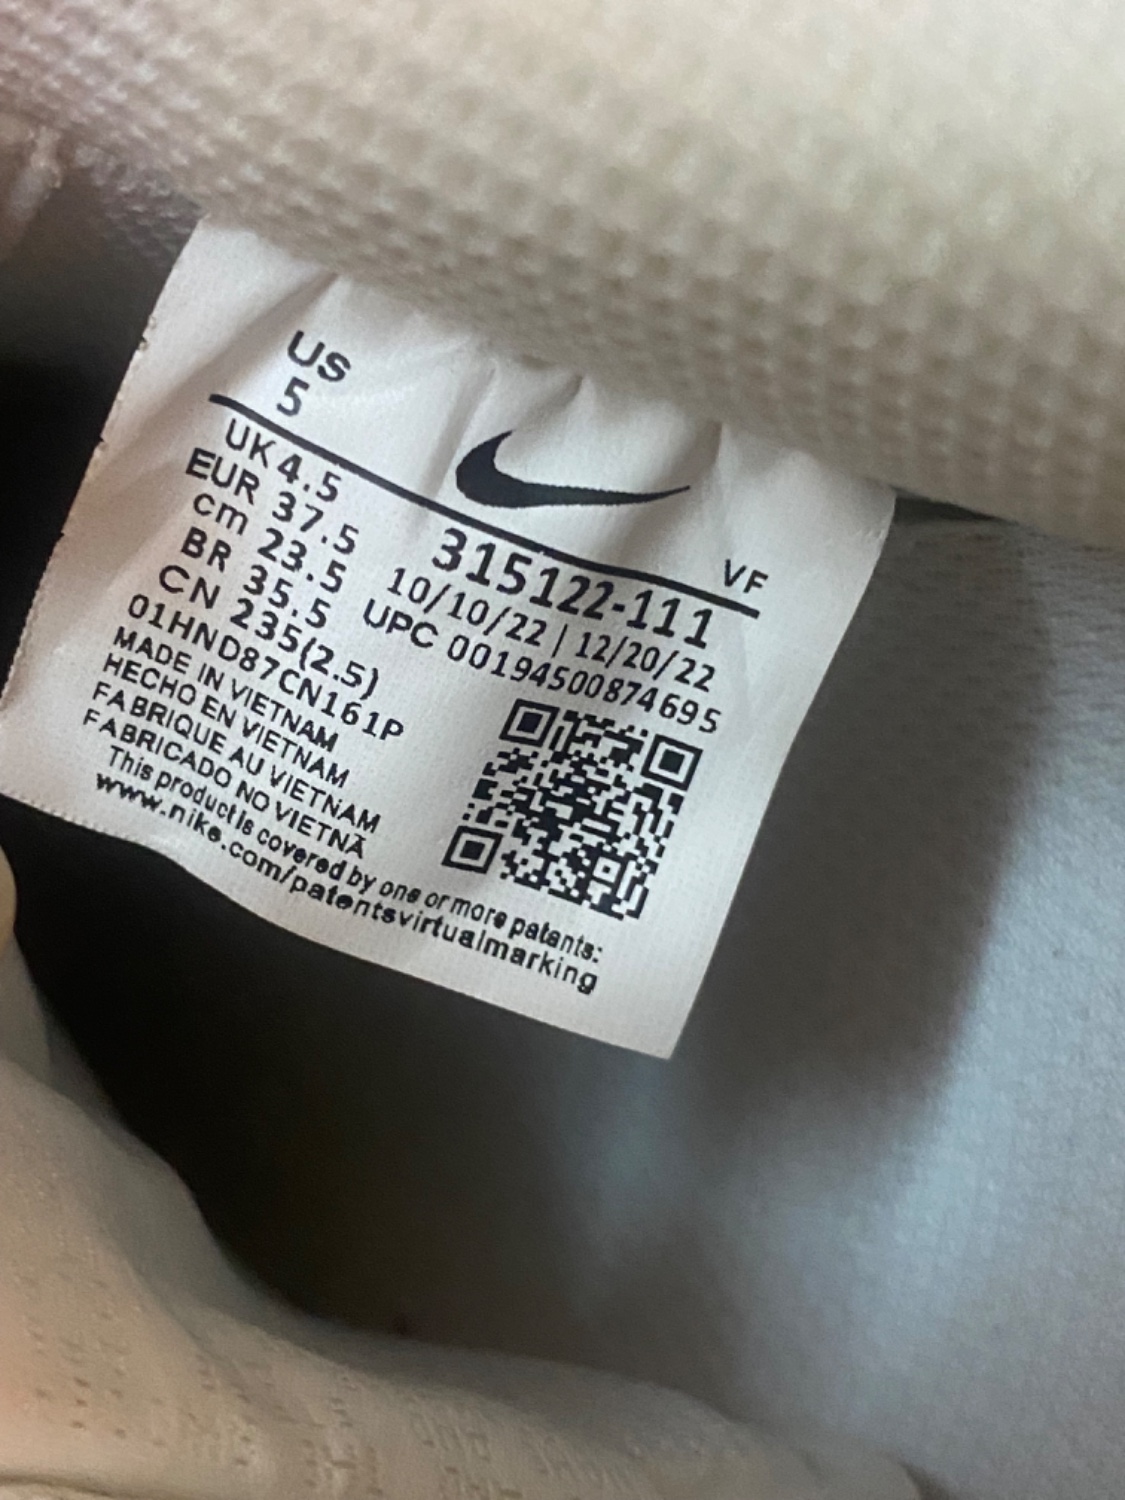 US
5
UK 4.5
EUR 37.5
cm 23.5
BR 35.5
CN 235(2.5)
01HND87CN161P
MADE IN VIETNAM
HECHO EN VIETNAM
FABRIQUE AU VIETNAM
FABRICADO NO VIETNÃ
This product is covered by one or more patents:
www.nike.com/patentsvirtualmarking
VF
315122-111
10/10/22 | 12/20/22
UPC 00194500874695